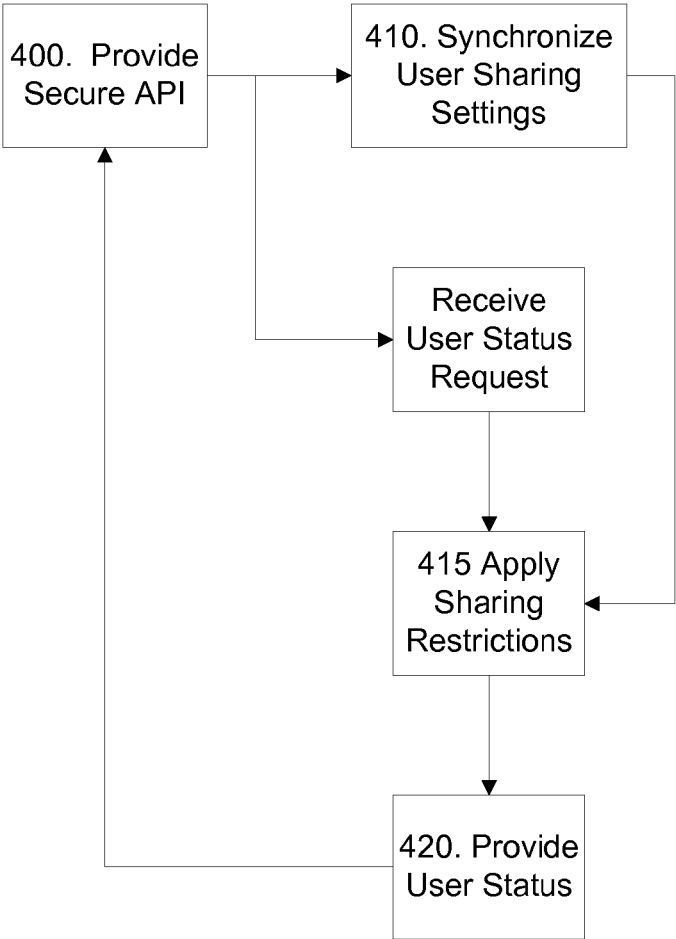 400. Provide
Secure API
410. Synchronize
User Sharing
Settings
Receive
User Status
Request
415 Apply
Sharing
Restrictions
420. Provide
User Status